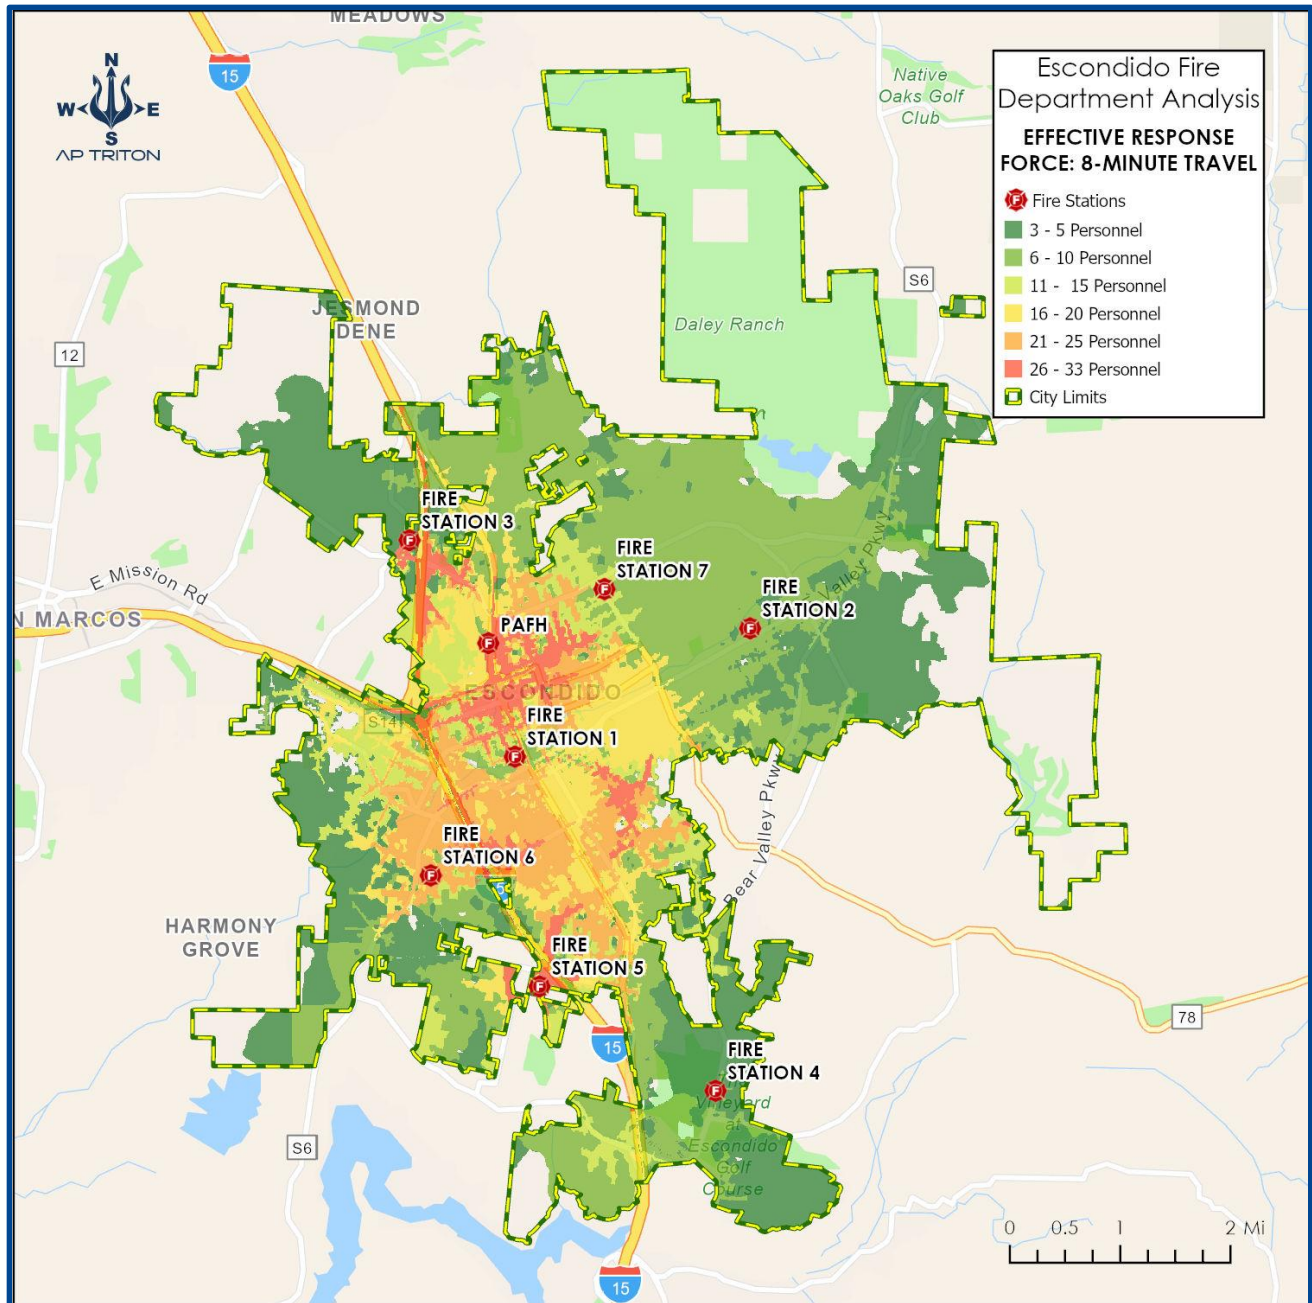 MEADOWS
15
N
W E
S
AP TRITON
Native
Oaks Golf
Club
Escondido Fire
Department Analysis
EFFECTIVE RESPONSE
FORCE: 8-MINUTE TRAVEL
F Fire Stations
3 - 5 Personnel
6 - 10 Personnel
11 - 15 Personnel
16 - 20 Personnel
21 - 25 Personnel
26 - 33 Personnel
City Limits
S6
JESMOND
DENE
Daley Ranch
12
FIRE
STATION 3
F
FIRE
STATION 7
F
E Mission Rd
Valley Pkwy
FIRE
STATION 2
F
N MARCOS
PAFH
F
ESCONDIDO
S14
FIRE
STATION 1
F
Bear Valley Pkwy
FIRE
STATION 6
F
5
HARMONY
GROVE
FIRE
STATION 5
F
78
15
FIRE
STATION 4
F
Vineyard
at
Escondido
Golf
Course
S6
0 0.5 1 2 Mi
15